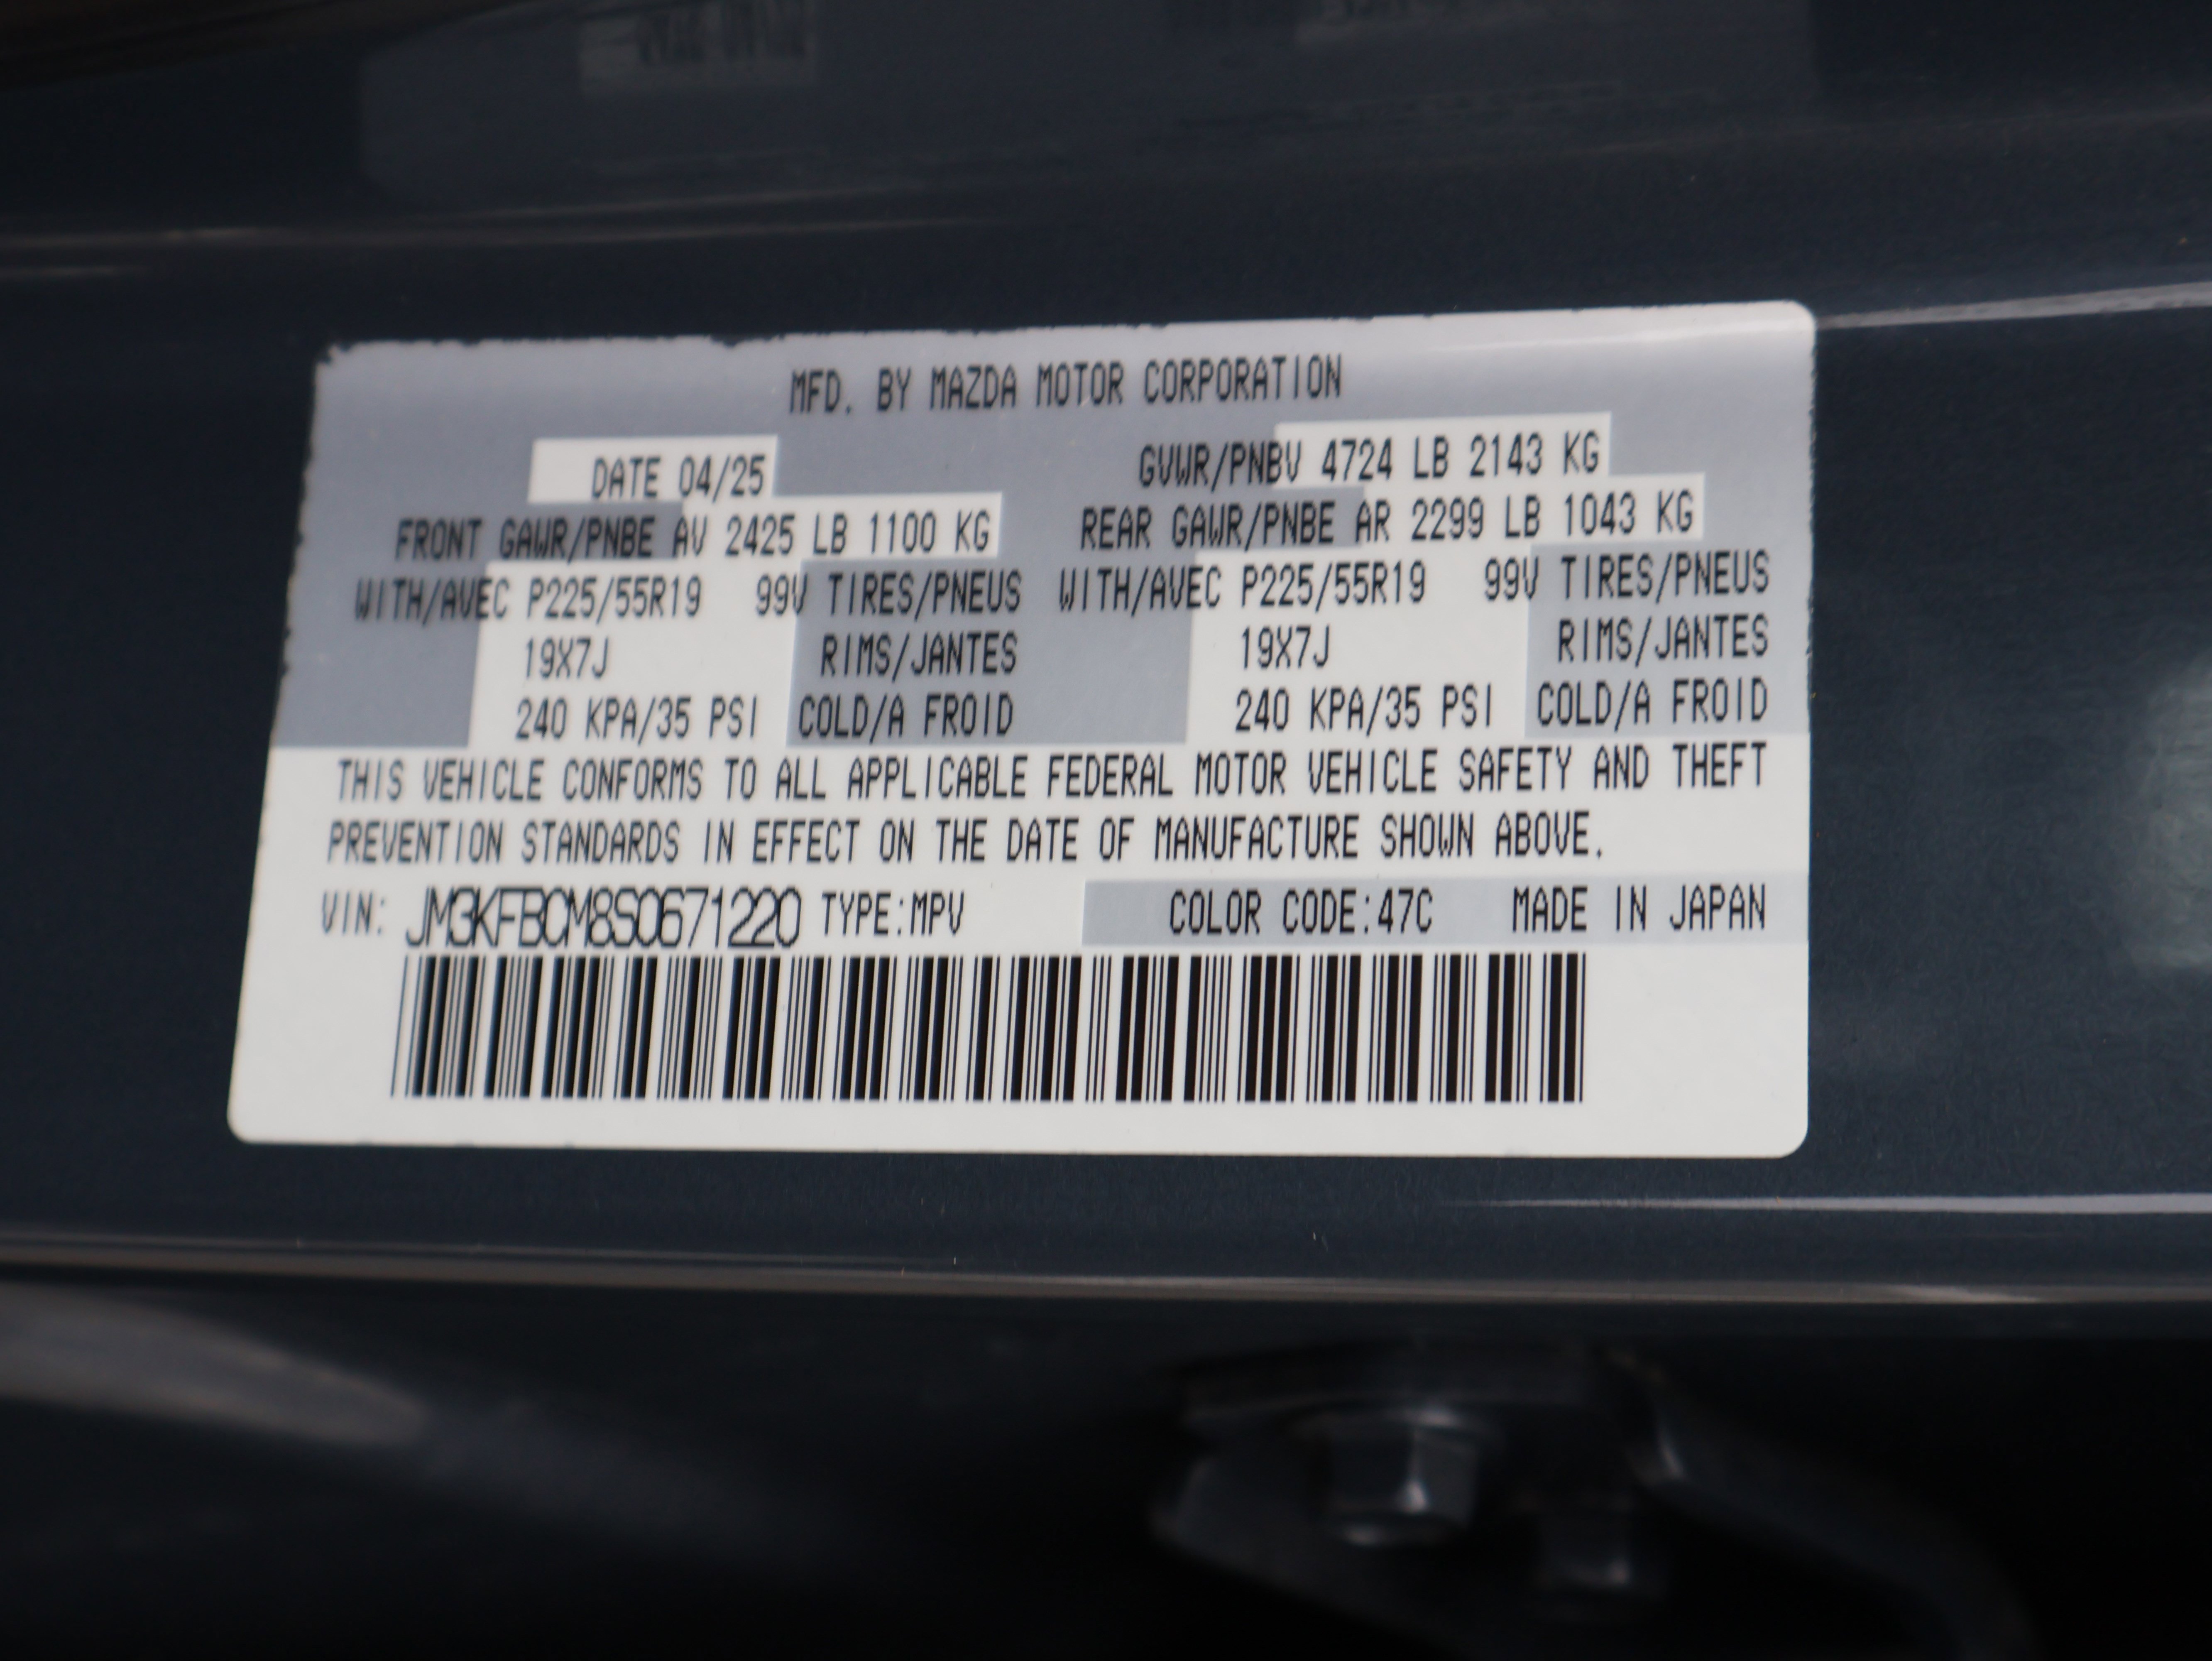 MFD. BY MAZDA MOTOR CORPORATION
DATE 04/25 GVWR/PNBV 4724 LB 2143 KG
FRONT GAWR/PNBE AV 2425 LB 1100 KG REAR GAWR/PNBE AR 2299 LB 1043 KG
WITH/AVEC P225/55R19 99V TIRES/PNEUS WITH/AVEC P225/55R19 99V TIRES/PNEUS
19X7J RIMS/JANTES 19X7J RIMS/JANTES
240 KPA/35 PSI COLD/A FROID 240 KPA/35 PSI COLD/A FROID
THIS VEHICLE CONFORMS TO ALL APPLICABLE FEDERAL MOTOR VEHICLE SAFETY AND THEFT
PREVENTION STANDARDS IN EFFECT ON THE DATE OF MANUFACTURE SHOWN ABOVE.
VIN: JM3KFBCM8S0671220 TYPE:MPV COLOR CODE:47C MADE IN JAPAN